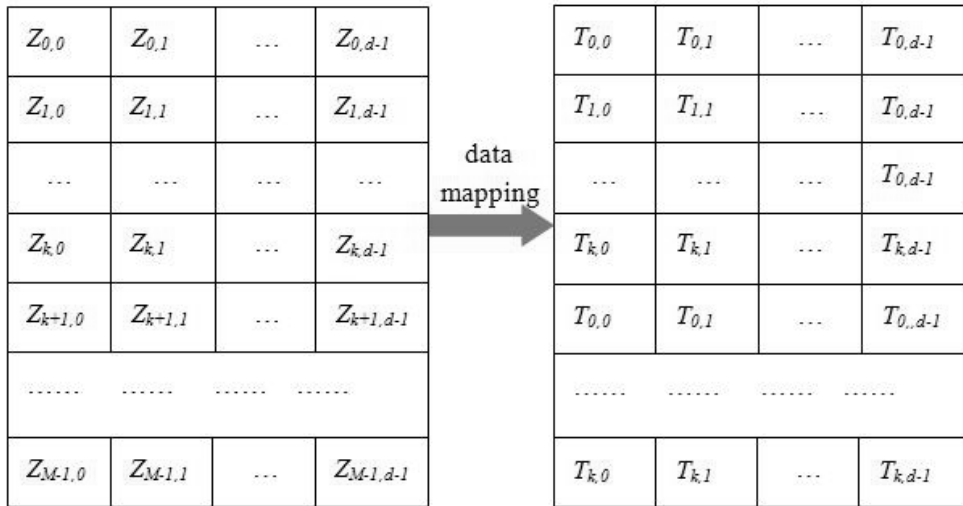 Z0,0 Z0,1 ... Z0,d-1 T0,0 T0,1 ... T0,d-1
Z1,0 Z1,1 ... Z1,d-1 T1,0 T1,1 ... T0,d-1
data
mapping
... ... ... ... ... ... ... T0,d-1
Zk,0 Zk,1 ... Zk,d-1 Tk,0 Tk,1 ... Tk,d-1
Zk+1,0 Zk+1,1 ... Zk+1,d-1 T0,0 T0,1 ... T0,,d-1
...... ...... ...... ...... ...... ...... ...... ......
ZM-1,0 ZM-1,1 ... ZM-1,d-1 Tk,0 Tk,1 ... Tk,d-1